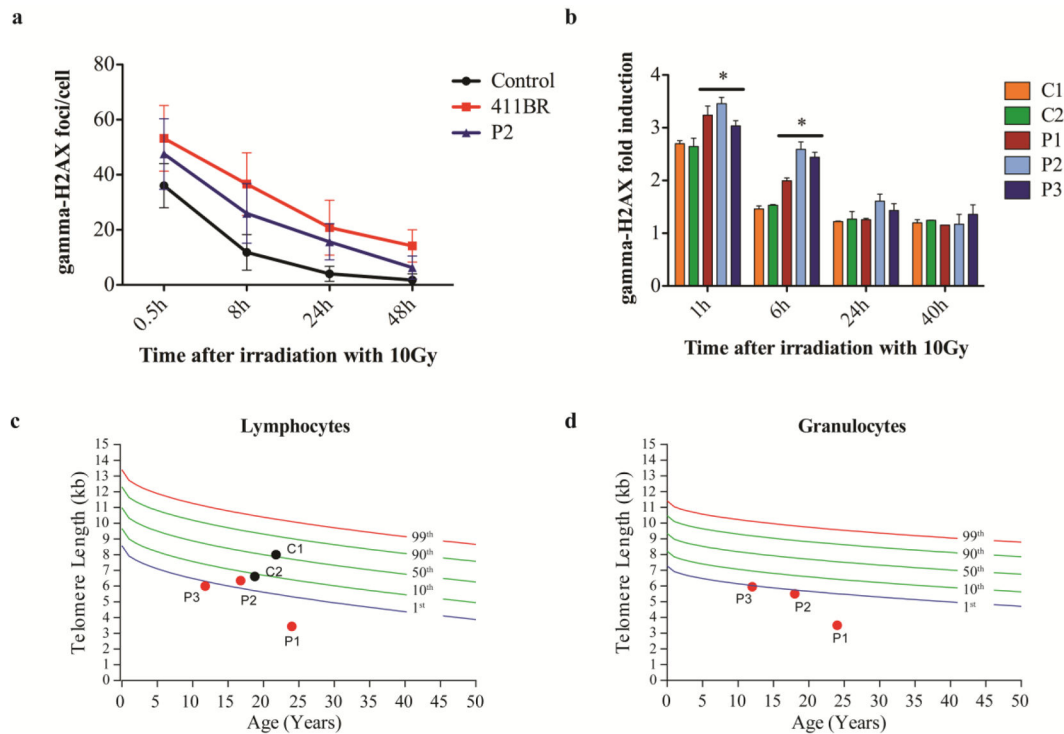 a
gamma-H2AX foci/cell
80
60
40
20
0
0.5h
8h
24h
48h
Time after irradiation with 10Gy
Control
411BR
P2
b
gamma-H2AX fold induction
4
3
2
1
0
*
*
1h
6h
24h
40h
Time after irradiation with 10Gy
C1
C2
P1
P2
P3
c
Lymphocytes
Telomere Length (kb)
15
14
13
12
11
10
9
8
7
6
5
4
3
2
1
0
C1
C2
P3
P2
P1
99th
90th
50th
10th
1st
0 5 10 15 20 25 30 35 40 45 50
Age (Years)
d
Granulocytes
Telomere Length (kb)
15
14
13
12
11
10
9
8
7
6
5
4
3
2
1
0
P3
P2
P1
99th
90th
50th
10th
1st
0 5 10 15 20 25 30 35 40 45 50
Age (Years)